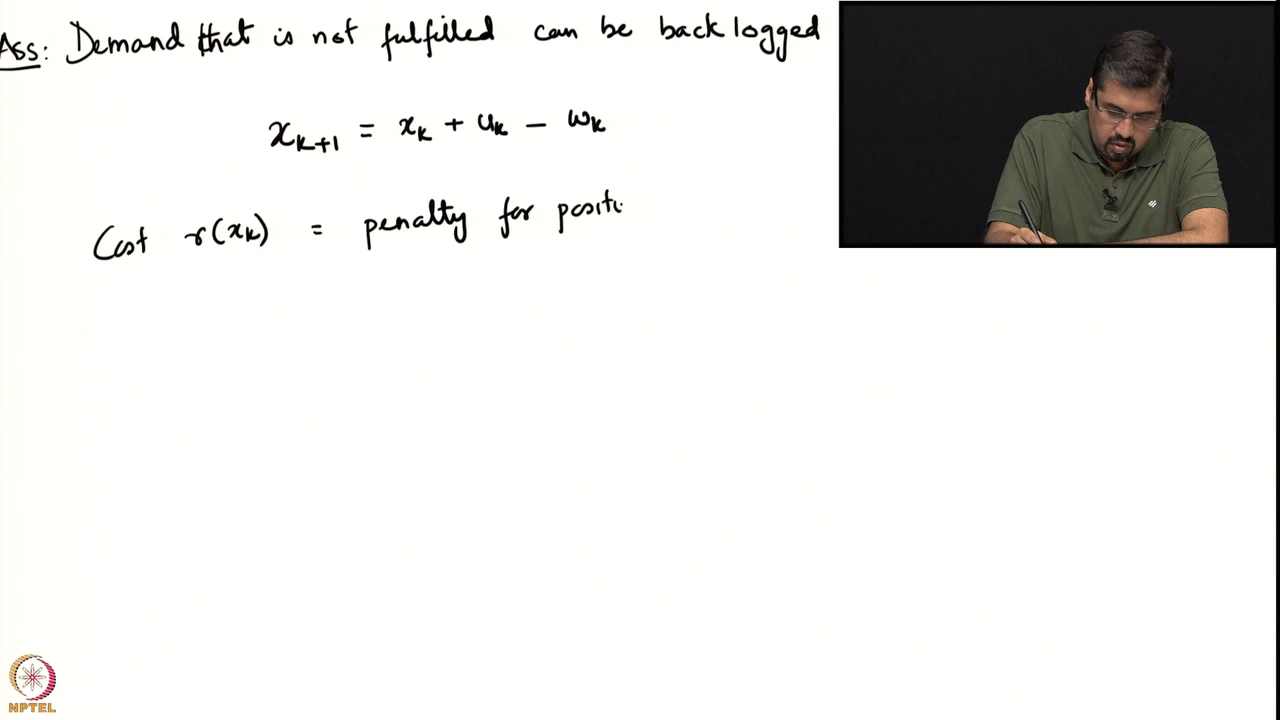 Ass: Demand that is not fulfilled can be backlogged
x_{k+1} = x_k + u_k - w_k
Cost r(x_k) = penalty for positi
NPTEL